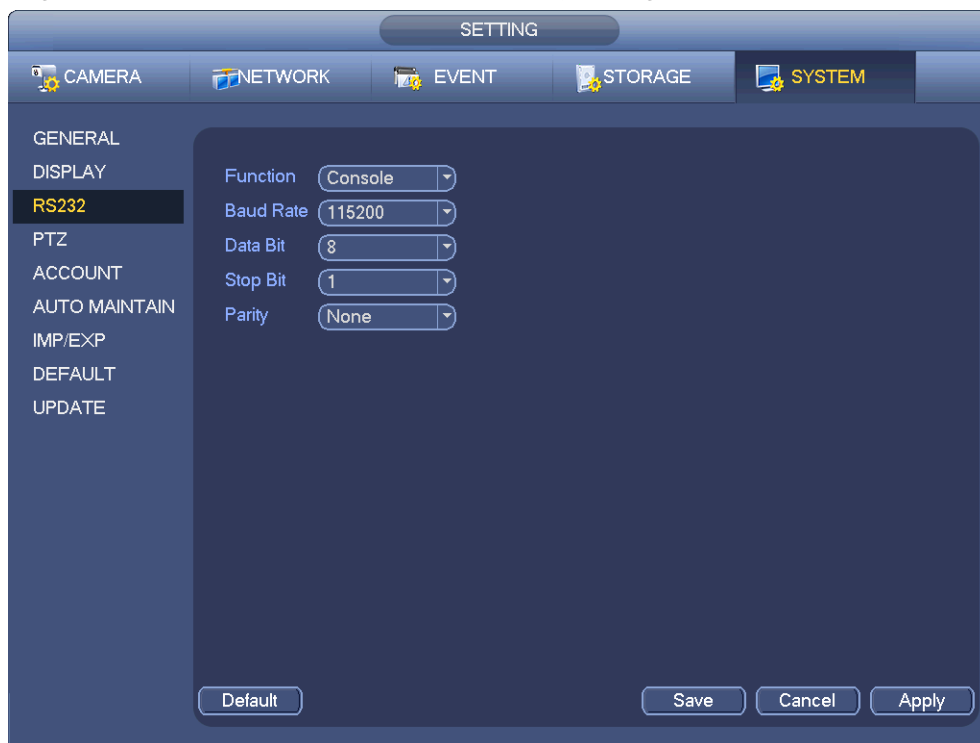 SETTING
CAMERA NETWORK EVENT STORAGE SYSTEM
GENERAL
DISPLAY
RS232
PTZ
ACCOUNT
AUTO MAINTAIN
IMP/EXP
DEFAULT
UPDATE
Function Console
Baud Rate 115200
Data Bit 8
Stop Bit 1
Parity None
Default Save Cancel Apply